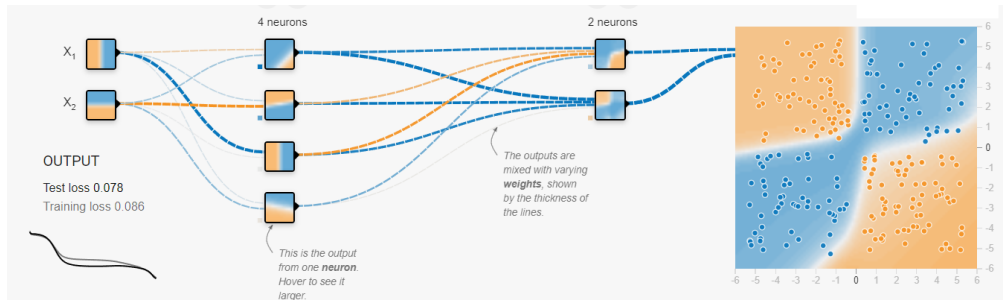 4 neurons
2 neurons
X1
X2
OUTPUT
Test loss 0.078
Training loss 0.086
The outputs are
mixed with varying
weights, shown
by the thickness of
the lines.
This is the output
from one neuron.
Hover to see it
larger.
6
5
4
3
2
1
0
-1
-2
-3
-4
-5
-6
-6 -5 -4 -3 -2 -1 0 1 2 3 4 5 6